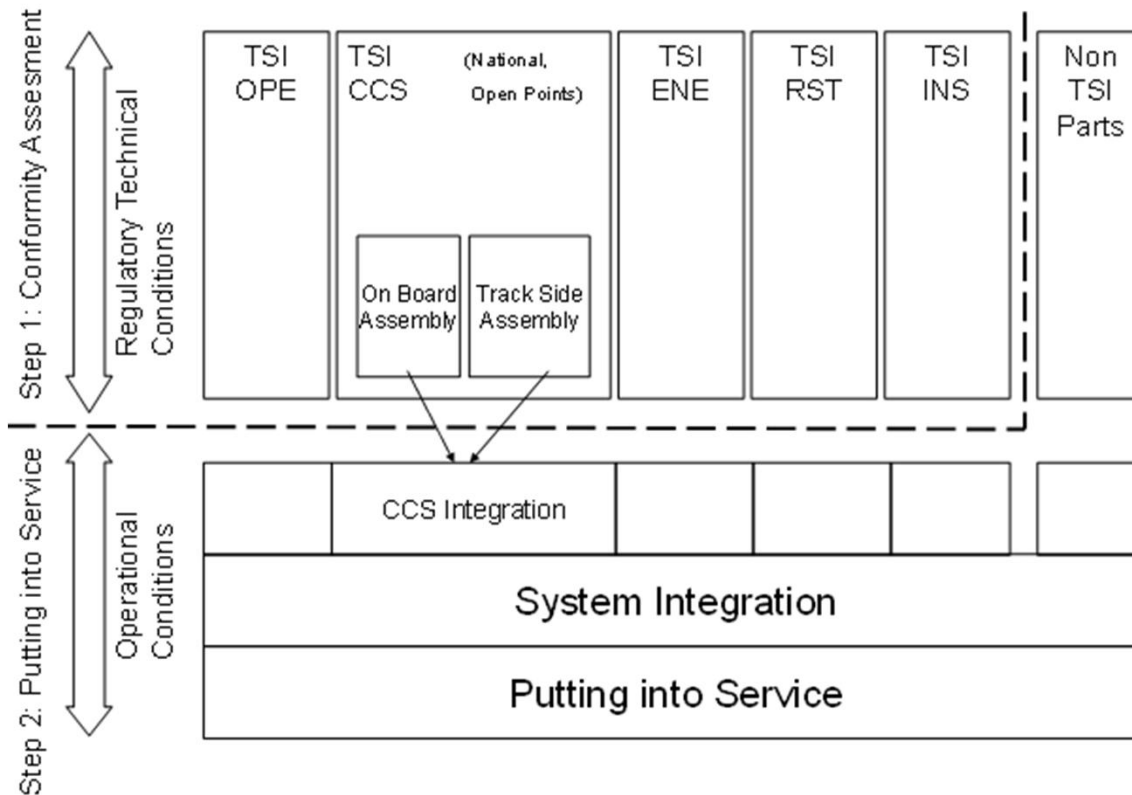 Step 1: Conformity Assesment
Regulatory Technical
Conditions
TSI
OPE
TSI
CCS
(National,
Open Points)
TSI
ENE
TSI
RST
TSI
INS
Non
TSI
Parts
On Board
Assembly
Track Side
Assembly
Step 2: Putting into Service
Operational
Conditions
CCS Integration
System Integration
Putting into Service